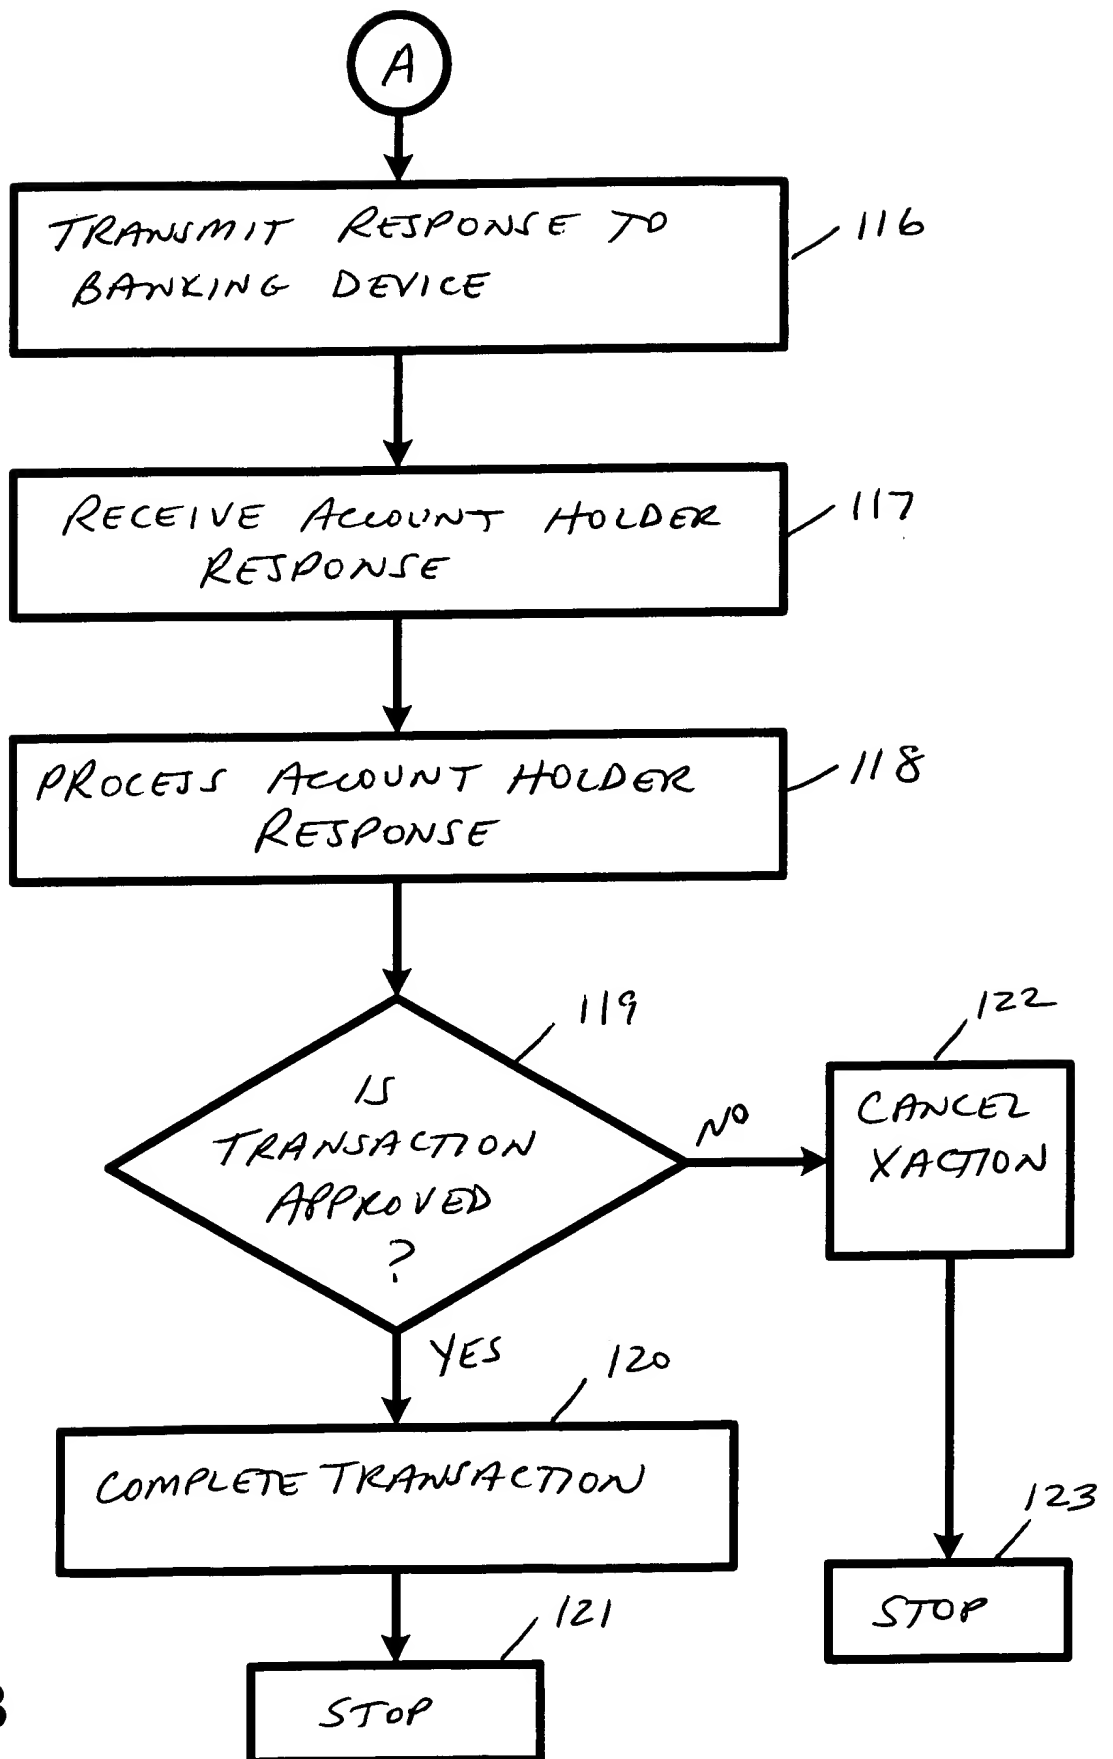 A
TRANSMIT RESPONSE TO
BANKING DEVICE
116
RECEIVE ACCOUNT HOLDER
RESPONSE
117
PROCESS ACCOUNT HOLDER
RESPONSE
118
119
IS
TRANSACTION
APPROVED
?
NO
122
CANCEL
XACTION
YES
120
COMPLETE TRANSACTION
123
STOP
121
STOP